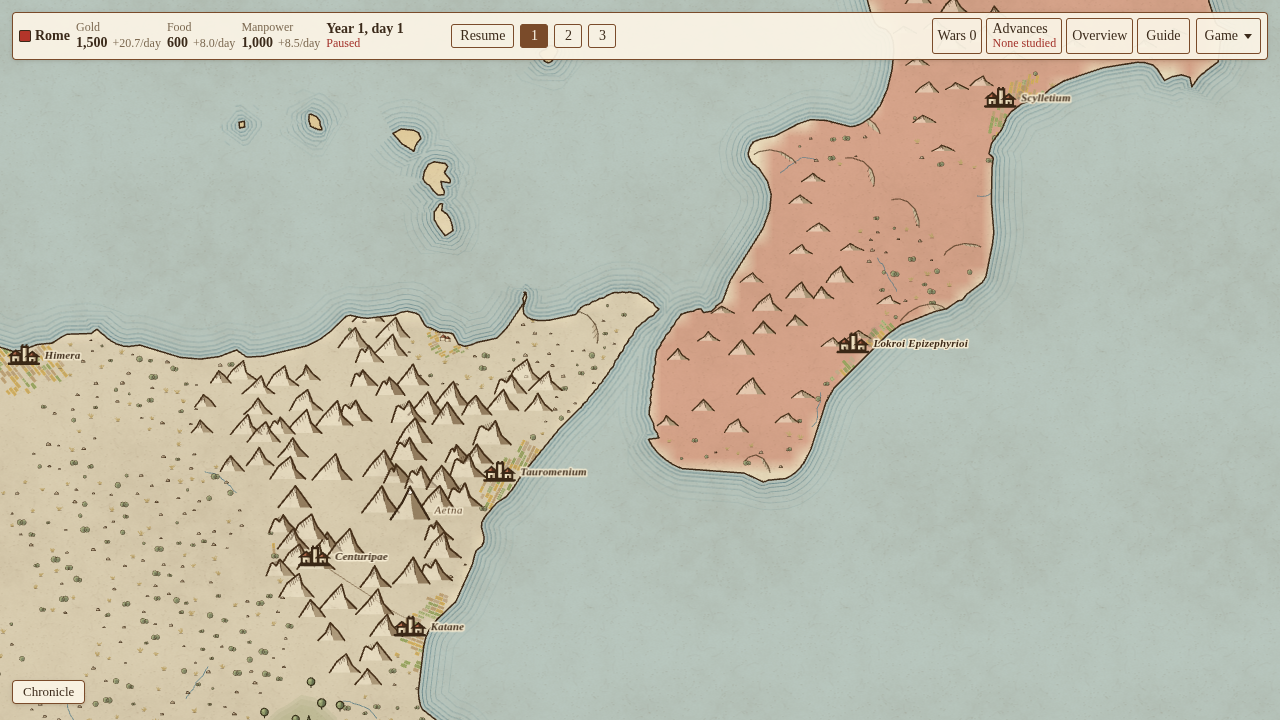 Rome
Gold
1,500 +20.7/day
Food
600 +8.0/day
Manpower
1,000 +8.5/day
Year 1, day 1
Paused
Resume
1
2
3
Wars 0
Advances
None studied
Overview
Guide
Game
Scylletium
Lokroi Epizephyrioi
Himera
Tauromenium
Aetna
Centuripae
Katane
Chronicle